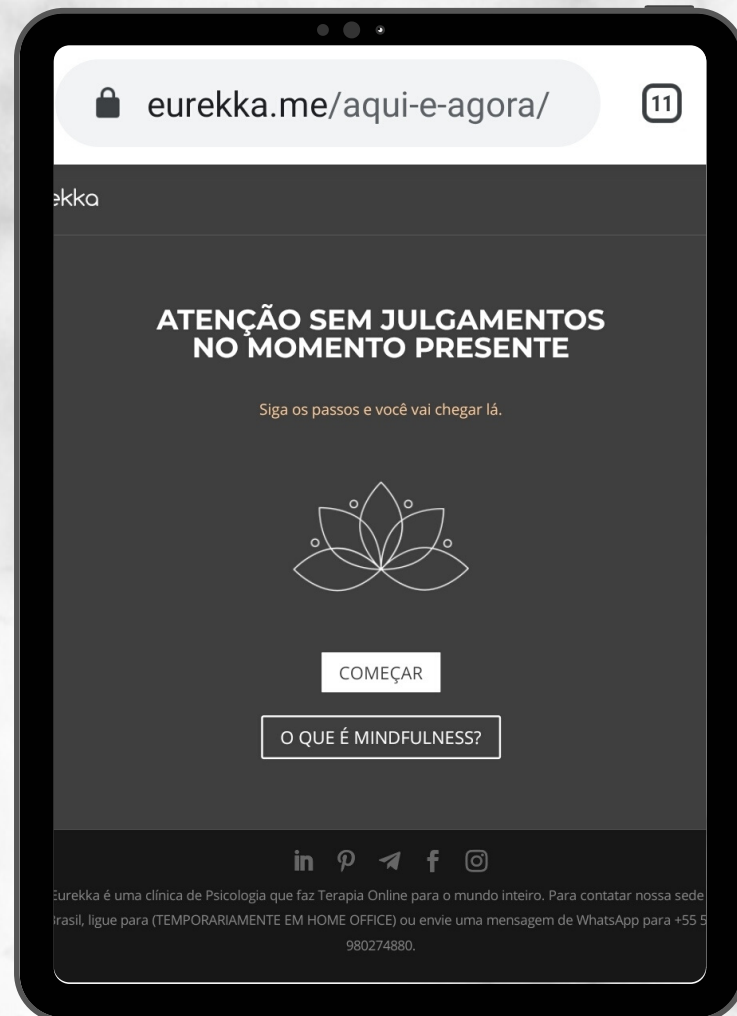 eurekka.me/aqui-e-agora/
11
ekka
ATENÇÃO SEM JULGAMENTOS
NO MOMENTO PRESENTE
Siga os passos e você vai chegar lá.
COMEÇAR
O QUE É MINDFULNESS?
in
Eurekka é uma clínica de Psicologia que faz Terapia Online para o mundo inteiro. Para contatar nossa sede
Brasil, ligue para (TEMPORARIAMENTE EM HOME OFFICE) ou envie uma mensagem de WhatsApp para +55 5
980274880.